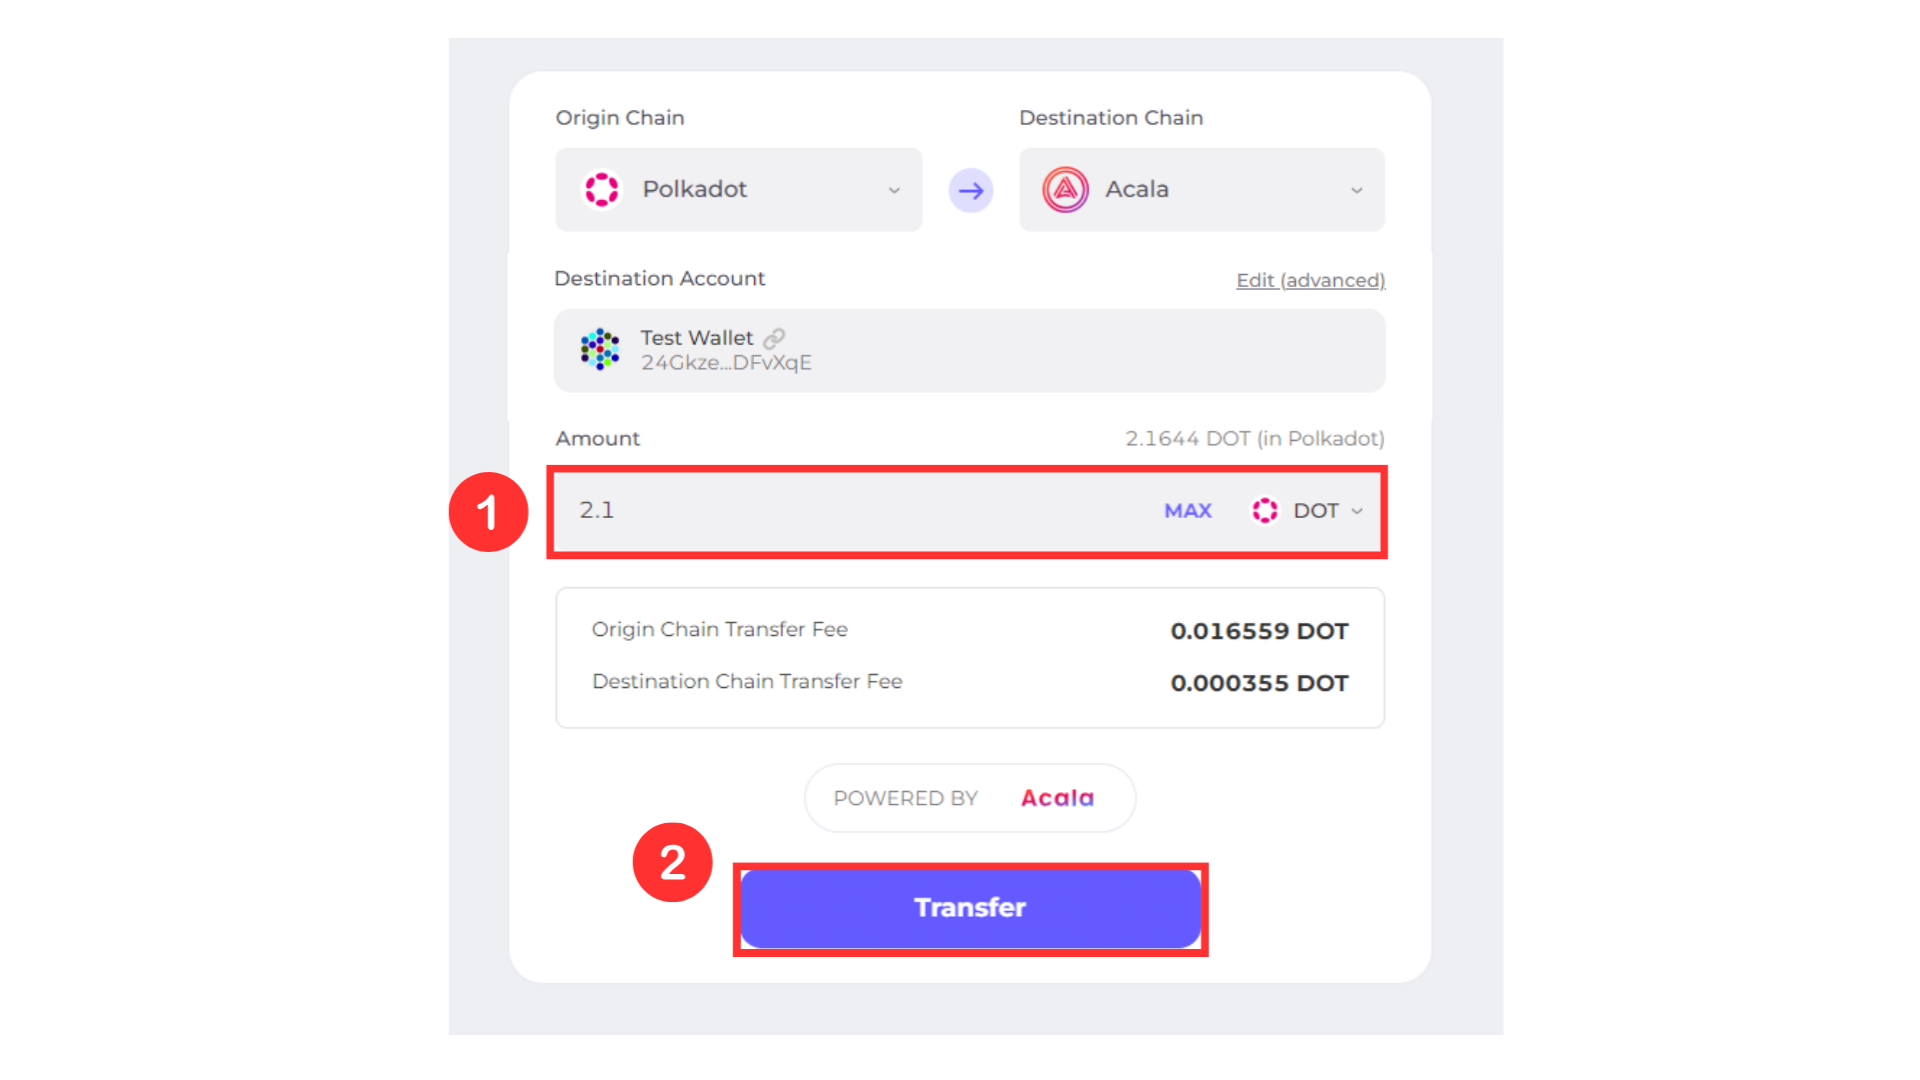 Origin Chain
Destination Chain
Polkadot
Acala
Destination Account
Edit (advanced)
Test Wallet
24Gkze...DFvXqE
Amount
2.1644 DOT (in Polkadot)
1
2.1
MAX
DOT
Origin Chain Transfer Fee
0.016559 DOT
Destination Chain Transfer Fee
0.000355 DOT
POWERED BY
Acala
2
Transfer